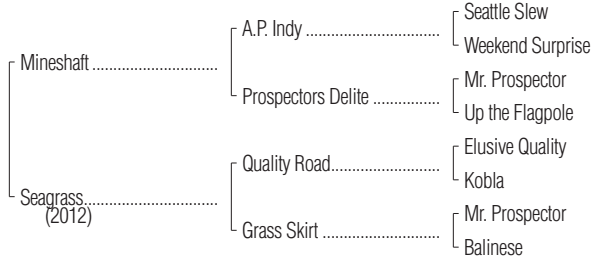 Seattle Slew
A.P. Indy ..............................
Weekend Surprise
Mineshaft ............................
Mr. Prospector
Prospectors Delite ...............
Up the Flagpole
Elusive Quality
Quality Road........................
Kobla
Seagrass..............................
(2012)
Mr. Prospector
Grass Skirt ..........................
Balinese